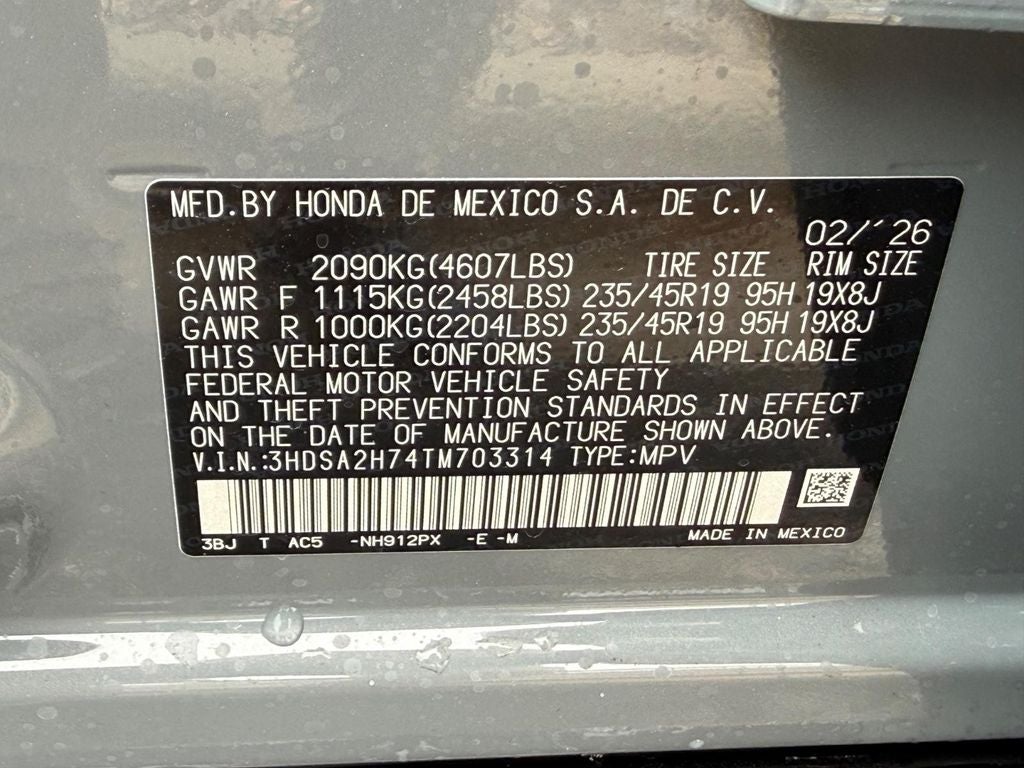 MFD.BY HONDA DE MEXICO S.A. DE C.V.
02/'26
GVWR 2090KG(4607LBS) TIRE SIZE RIM SIZE
GAWR F 1115KG(2458LBS) 235/45R19 95H 19X8J
GAWR R 1000KG(2204LBS) 235/45R19 95H 19X8J
THIS VEHICLE CONFORMS TO ALL APPLICABLE
FEDERAL MOTOR VEHICLE SAFETY
AND THEFT PREVENTION STANDARDS IN EFFECT
ON THE DATE OF MANUFACTURE SHOWN ABOVE.
V.I.N.:3HDSA2H74TM703314 TYPE:MPV
3BJ T AC5 -NH912PX -E -M MADE IN MEXICO